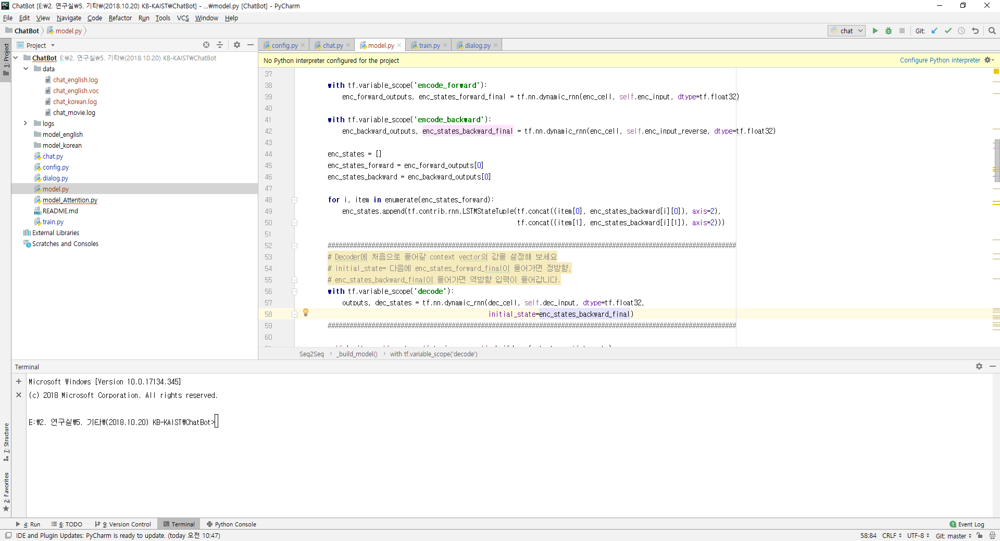 ChatBot [E:\2. 연구실\5. 기타\(2018.10.20) KB-KAIST\ChatBot] - ...\model.py [ChatBot] - PyCharm
File Edit View Navigate Code Refactor Run Tools VCS Window Help
ChatBot model.py chat Git:
1: Project
Project
ChatBot E:\2. 연구실\5. 기타\(2018.10.20) KB-KAIST\ChatBot
data
chat_english.log
chat_english.voc
chat_korean.log
chat_movie.log
logs
model_english
model_korean
chat.py
config.py
dialog.py
model.py
model_Attention.py
README.md
train.py
External Libraries
Scratches and Consoles
config.py chat.py model.py train.py dialog.py
No Python interpreter configured for the project Configure Python interpreter
37
38 with tf.variable_scope('encode_forward'):
39 enc_forward_outputs, enc_states_forward_final = tf.nn.dynamic_rnn(enc_cell, self.enc_input, dtype=tf.float32)
40
41 with tf.variable_scope('encode_backward'):
42 enc_backward_outputs, enc_states_backward_final = tf.nn.dynamic_rnn(enc_cell, self.enc_input_reverse, dtype=tf.float32)
43
44 enc_states = []
45 enc_states_forward = enc_forward_outputs[0]
46 enc_states_backward = enc_backward_outputs[0]
47
48 for i, item in enumerate(enc_states_forward):
49 enc_states.append(tf.contrib.rnn.LSTMStateTuple(tf.concat((item[0], enc_states_backward[i][0]), axis=2),
50 tf.concat((item[1], enc_states_backward[i][1]), axis=2)))
51
52 ################################################################################################################
53 # Decoder에 처음으로 들어갈 context vector의 값을 설정해 보세요
54 # initial_state= 다음에 enc_states_forward_final이 들어가면 정방향,
55 # enc_states_backward_final이 들어가면 역방향 입력이 들어갑니다.
56 with tf.variable_scope('decode'):
57 outputs, dec_states = tf.nn.dynamic_rnn(dec_cell, self.dec_input, dtype=tf.float32,
58 initial_state=enc_states_backward_final)
59 ################################################################################################################
60
Seq2Seq _build_model() with tf.variable_scope('decode')
Terminal
Microsoft Windows [Version 10.0.17134.345]
(c) 2018 Microsoft Corporation. All rights reserved.
E:\2. 연구실\5. 기타\(2018.10.20) KB-KAIST\ChatBot>
7: Structure
2: Favorites
4: Run 6: TODO 9: Version Control Terminal Python Console 1 Event Log
IDE and Plugin Updates: PyCharm is ready to update. (today 오전 10:47) 58:84 CRLF UTF-8 Git: master